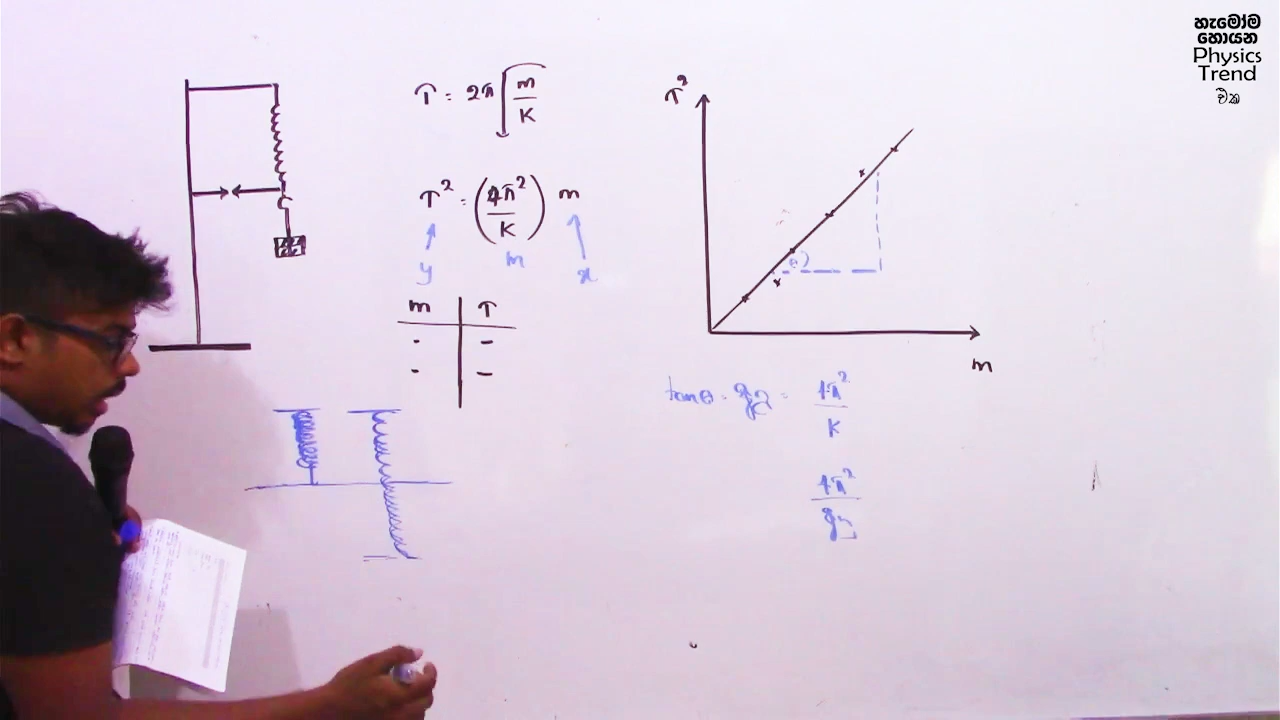 හැමෝම
හොයන
Physics
Trend
එක
T = 2π√(m/K)
T² = (4π²/K) m
y m x
m T
- -
- -
T²
θ
m
tanθ = = 4π²/K
4π²